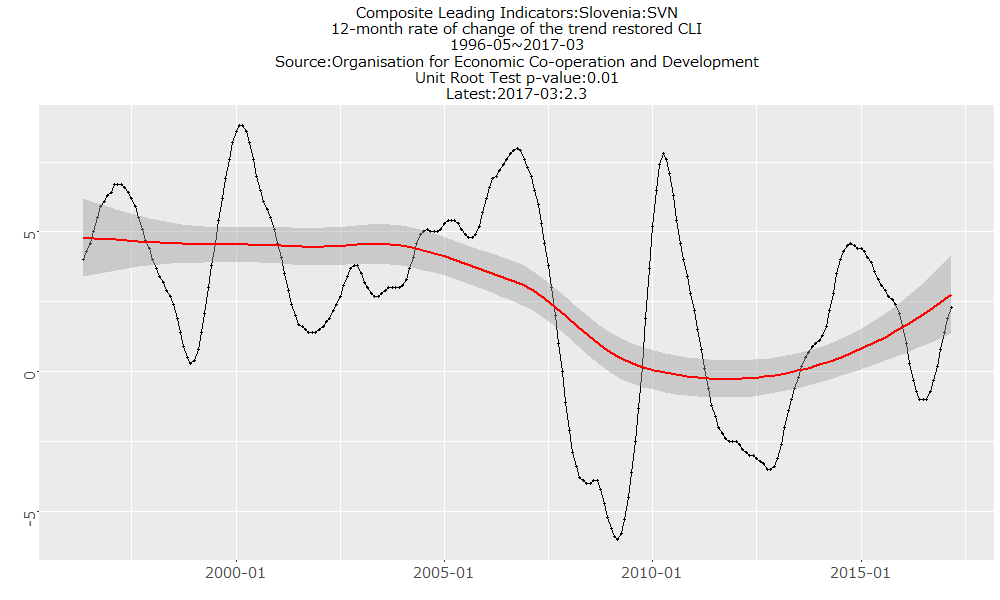 Composite Leading Indicators:Slovenia:SVN
12-month rate of change of the trend restored CLI
1996-05~2017-03
Source:Organisation for Economic Co-operation and Development
Unit Root Test p-value:0.01
Latest:2017-03:2.3
5
0
-5
2000-01
2005-01
2010-01
2015-01